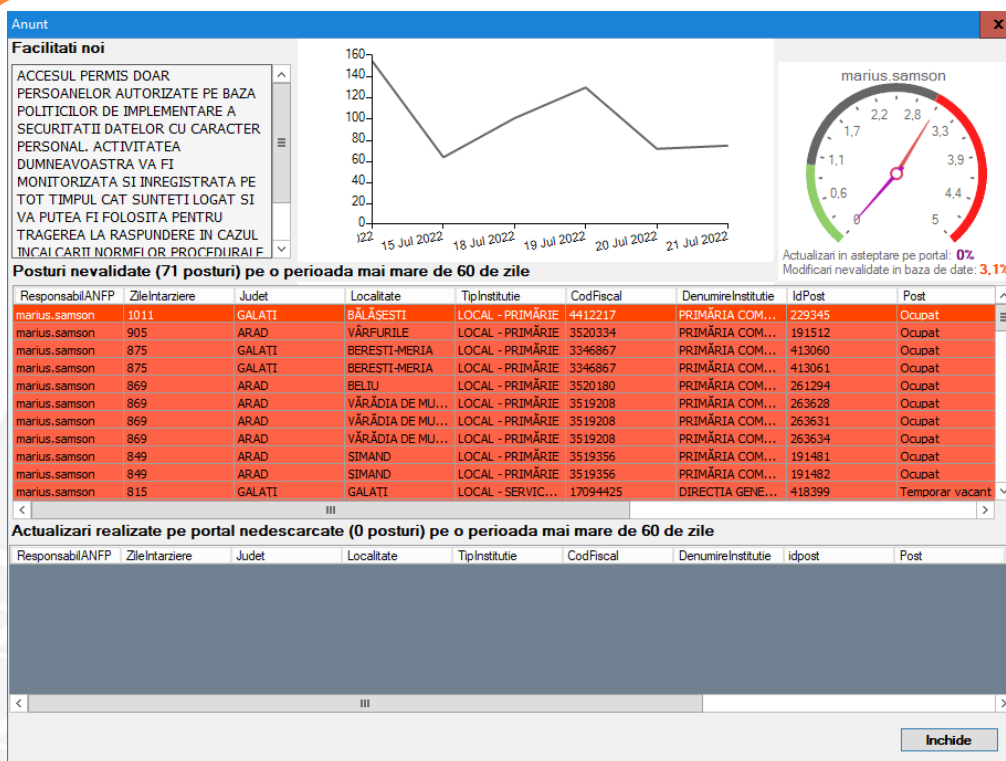 Anunt
x
Facilitati noi
ACCESUL PERMIS DOAR
PERSOANELOR AUTORIZATE PE BAZA
POLITICILOR DE IMPLEMENTARE A
SECURITATII DATELOR CU CARACTER
PERSONAL. ACTIVITATEA
DUMNEAVOASTRA VA FI
MONITORIZATA SI INREGISTRATA PE
TOT TIMPUL CAT SUNTETI LOGAT SI
VA PUTEA FI FOLOSITA PENTRU
TRAGEREA LA RASPUNDERE IN CAZUL
INCALCARII NORMELOR PROCEDURALE
160
140
120
100
80
60
40
20
0
15 Jul 2022 18 Jul 2022 19 Jul 2022 20 Jul 2022 21 Jul 2022
marius.samson
0 0,6 1,1 1,7 2,2 2,8 3,3 3,9 4,4 5
Actualizari in asteptare pe portal: 0%
Modificari nevalidate in baza de date: 3,1%
Posturi nevalidate (71 posturi) pe o perioada mai mare de 60 de zile
ResponsabilANFP ZileIntarziere Judet Localitate TipInstitutie CodFiscal DenumireInstitutie IdPost Post
marius.samson 1011 GALAȚI BĂLĂȘEȘTI LOCAL - PRIMĂRIE 4412217 PRIMĂRIA COM... 229345 Ocupat
marius.samson 905 ARAD VÂRFURILE LOCAL - PRIMĂRIE 3520334 PRIMĂRIA COM... 191512 Ocupat
marius.samson 875 GALAȚI BEREȘTI-MERIA LOCAL - PRIMĂRIE 3346867 PRIMĂRIA COM... 413060 Ocupat
marius.samson 875 GALAȚI BEREȘTI-MERIA LOCAL - PRIMĂRIE 3346867 PRIMĂRIA COM... 413061 Ocupat
marius.samson 869 ARAD BELIU LOCAL - PRIMĂRIE 3520180 PRIMĂRIA COM... 261294 Ocupat
marius.samson 869 ARAD VĂRĂDIA DE MU... LOCAL - PRIMĂRIE 3519208 PRIMĂRIA COM... 263628 Ocupat
marius.samson 869 ARAD VĂRĂDIA DE MU... LOCAL - PRIMĂRIE 3519208 PRIMĂRIA COM... 263631 Ocupat
marius.samson 869 ARAD VĂRĂDIA DE MU... LOCAL - PRIMĂRIE 3519208 PRIMĂRIA COM... 263634 Ocupat
marius.samson 849 ARAD ȘIMAND LOCAL - PRIMĂRIE 3519356 PRIMĂRIA COM... 191481 Ocupat
marius.samson 849 ARAD ȘIMAND LOCAL - PRIMĂRIE 3519356 PRIMĂRIA COM... 191482 Ocupat
marius.samson 815 GALAȚI GALAȚI LOCAL - SERVIC... 17094425 DIRECȚIA GENE... 418399 Temporar vacant
Actualizari realizate pe portal nedescarcate (0 posturi) pe o perioada mai mare de 60 de zile
ResponsabilANFP ZileIntarziere Judet Localitate TipInstitutie CodFiscal DenumireInstitutie idpost Post
Inchide